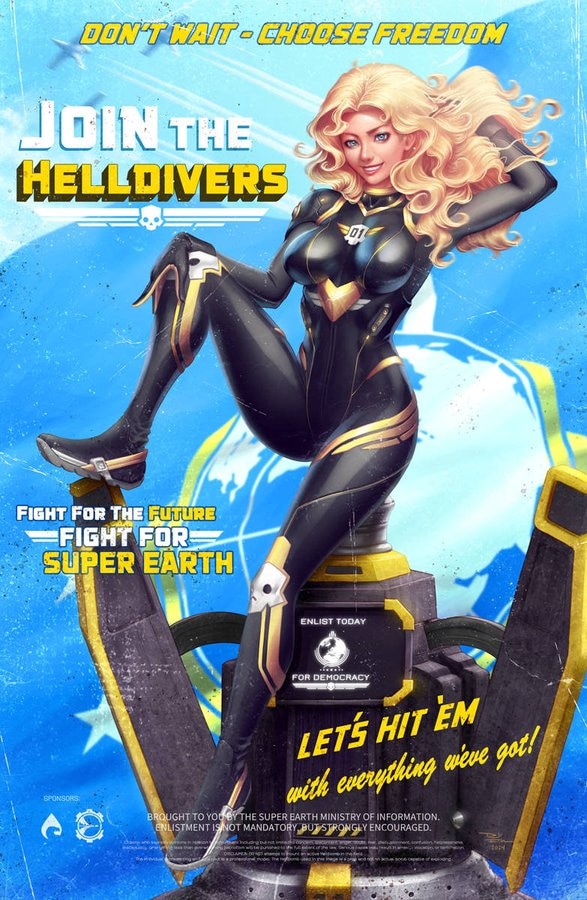 DON'T WAIT - CHOOSE FREEDOM
JOIN THE
HELLDIVERS
01
FIGHT FOR THE FUTURE
FIGHT FOR
SUPER EARTH
ENLIST TODAY
FOR DEMOCRACY
LET'S HIT 'EM
with everything we've got!
SPONSORS:
BROUGHT TO YOU BY THE SUPER EARTH MINISTRY OF INFORMATION.
ENLISTMENT IS NOT MANDATORY, BUT STRONGLY ENCOURAGED.
2024